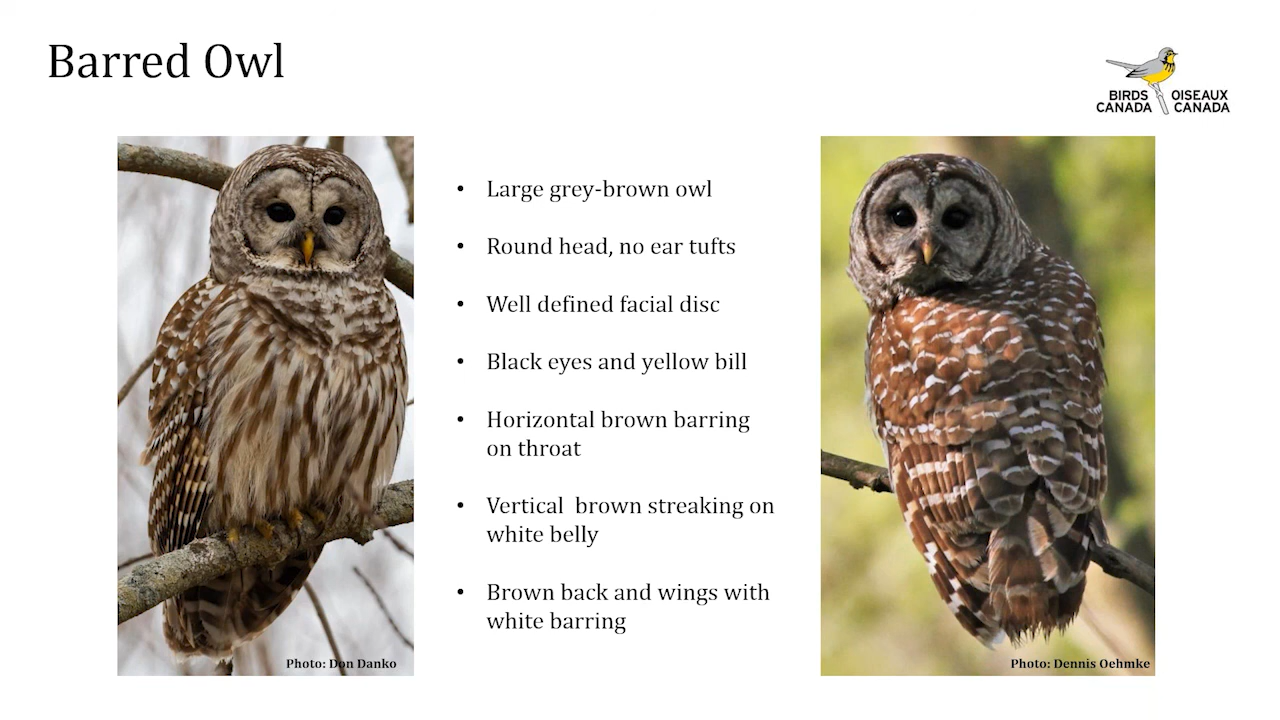 Barred Owl
BIRDS OISEAUX
CANADA CANADA
• Large grey-brown owl
• Round head, no ear tufts
• Well defined facial disc
• Black eyes and yellow bill
• Horizontal brown barring
on throat
• Vertical  brown streaking on
white belly
• Brown back and wings with
white barring
Photo: Don Danko
Photo: Dennis Oehmke